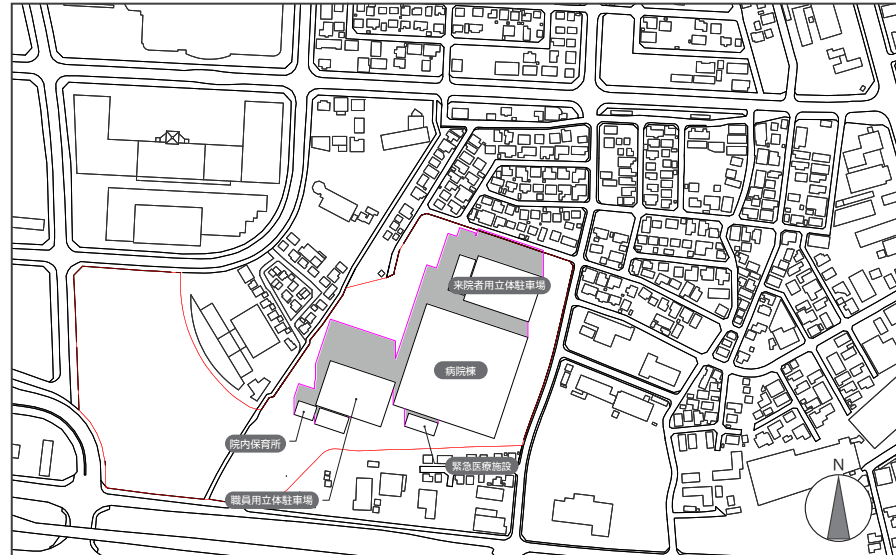 来院者用立体駐車場
病院棟
院内保育所
緊急医療施設
職員用立体駐車場
N